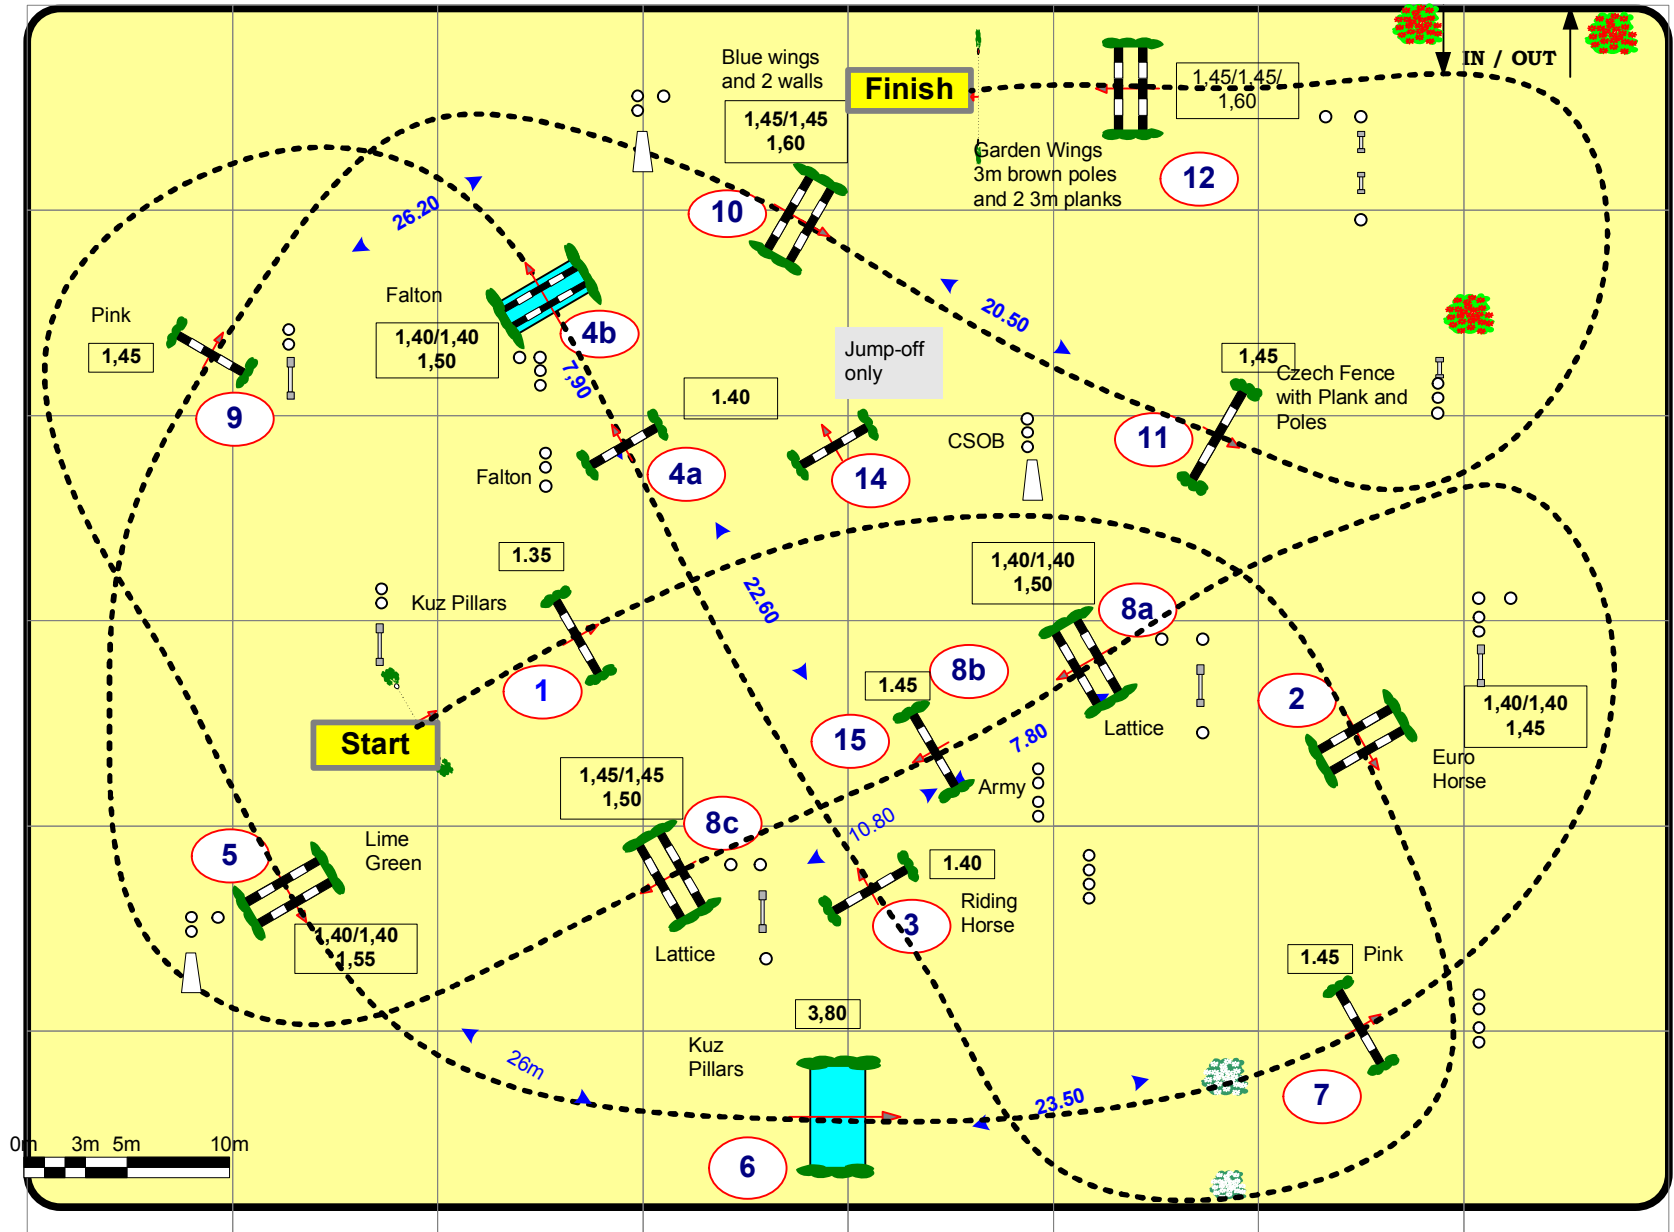 Blue wings
and 2 walls
Finish
1,45/1,45
1,60
1,45/1,45/
1,60
IN / OUT
Garden Wings
3m brown poles
and 2 3m planks
12
10
26.20
Pink
1,45
9
Falton
1,40/1,40
1,50
4b
7,90
20.50
Jump-off
only
1.40
1,45
Czech Fence
with Plank and
Poles
11
CSOB
14
4a
Falton
1.35
Kuz Pillars
1
22.60
1,40/1,40
1,50
8a
8b
1.45
15
Lattice
7.80
2
1,40/1,40
1,45
Euro
Horse
Start
1,45/1,45
1,50
8c
Army
10.80
5
Lime
Green
1,40/1,40
1,55
Lattice
1.40
Riding
Horse
3
1.45
Pink
3,80
Kuz
Pillars
26m
23.50
7
6
0m 3m 5m 10m